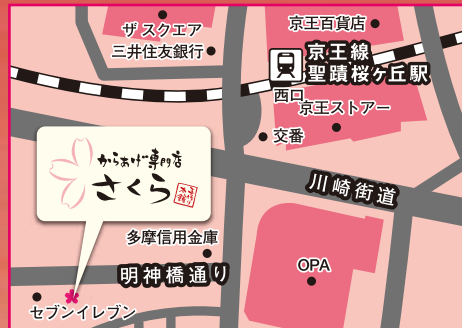 ザ スクエア
京王百貨店
三井住友銀行
京王線
聖蹟桜ヶ丘駅
西口
京王ストアー
交番
からあげ専門店
さくら
川崎街道
多摩信用金庫
明神橋通り
OPA
セブンイレブン